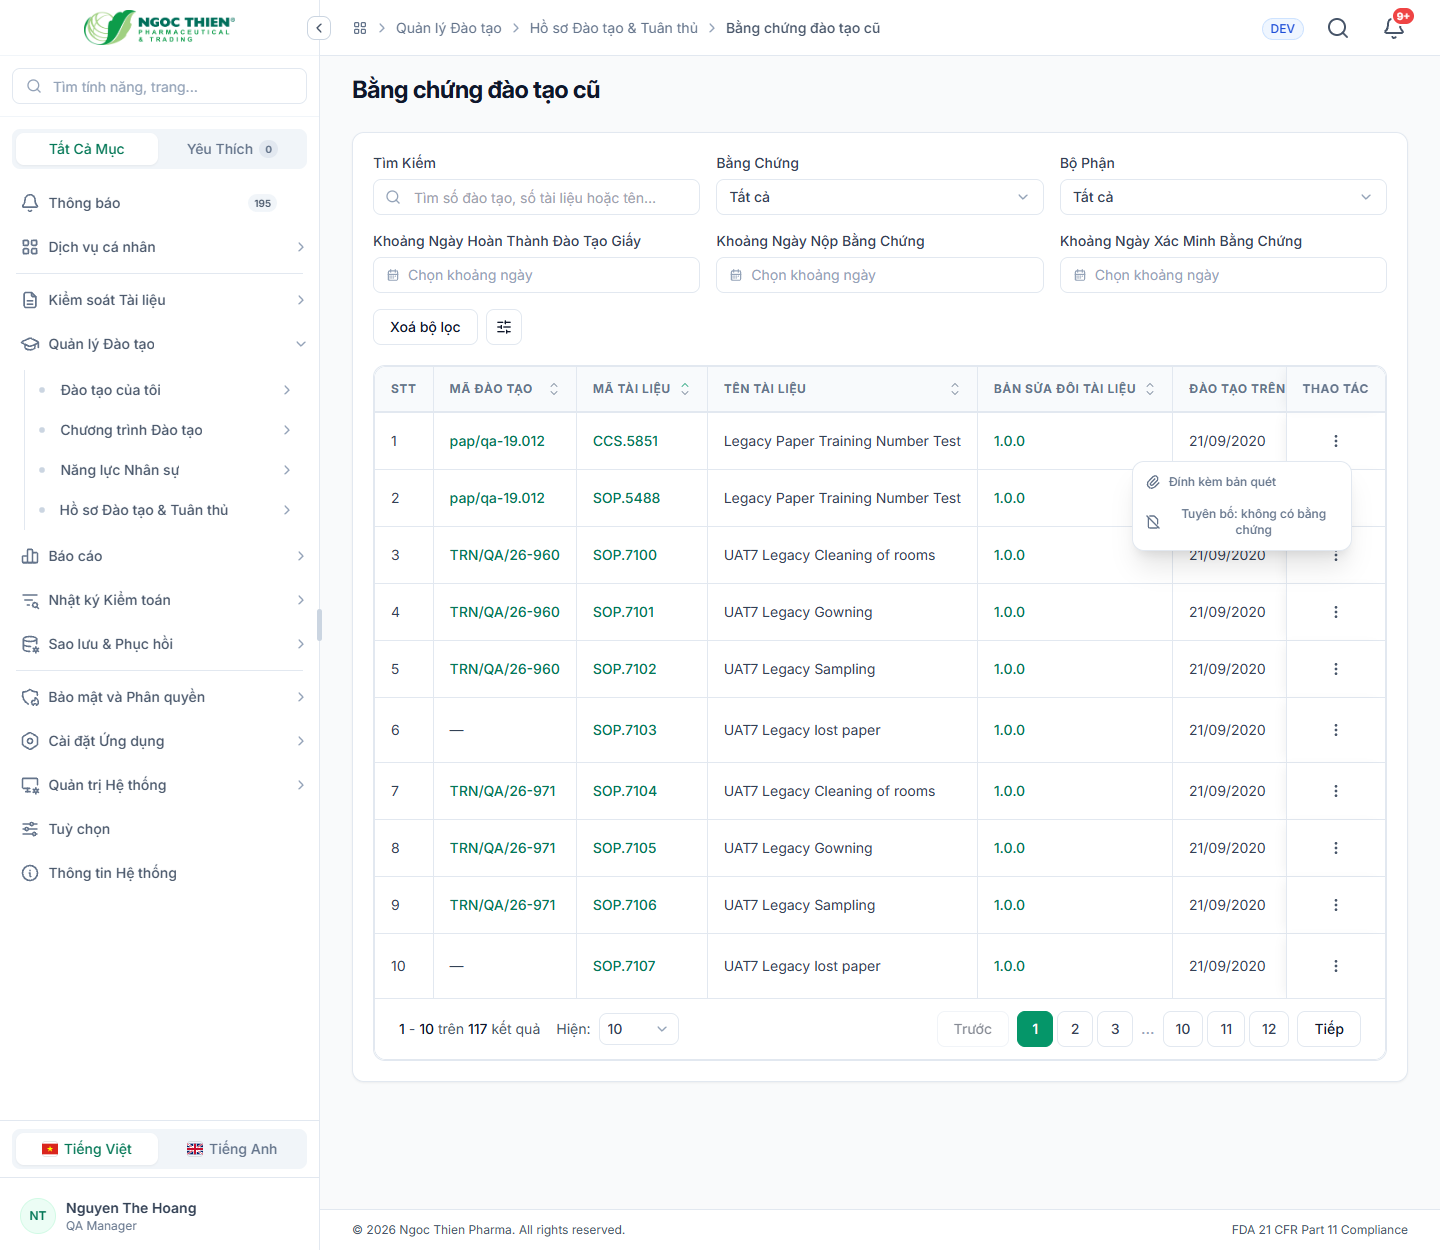 NGOC THIEN®
PHARMACEUTICAL
& TRADING
Quản lý Đào tạo
Hồ sơ Đào tạo & Tuân thủ
Bằng chứng đào tạo cũ
DEV
9+
Tìm tính năng, trang...
Tất Cả Mục
Yêu Thích 0
Thông báo 195
Dịch vụ cá nhân
Kiểm soát Tài liệu
Quản lý Đào tạo
Đào tạo của tôi
Chương trình Đào tạo
Năng lực Nhân sự
Hồ sơ Đào tạo & Tuân thủ
Báo cáo
Nhật ký Kiểm toán
Sao lưu & Phục hồi
Bảo mật và Phân quyền
Cài đặt Ứng dụng
Quản trị Hệ thống
Tuỳ chọn
Thông tin Hệ thống
Tiếng Việt
Tiếng Anh
NT
Nguyen The Hoang
QA Manager
Bằng chứng đào tạo cũ
Tìm Kiếm
Bằng Chứng
Bộ Phận
Tìm số đào tạo, số tài liệu hoặc tên...
Tất cả
Tất cả
Khoảng Ngày Hoàn Thành Đào Tạo Giấy
Khoảng Ngày Nộp Bằng Chứng
Khoảng Ngày Xác Minh Bằng Chứng
Chọn khoảng ngày
Chọn khoảng ngày
Chọn khoảng ngày
Xoá bộ lọc
STT MÃ ĐÀO TẠO MÃ TÀI LIỆU TÊN TÀI LIỆU BẢN SỬA ĐỔI TÀI LIỆU ĐÀO TẠO TRÊN THAO TÁC
1 pap/qa-19.012 CCS.5851 Legacy Paper Training Number Test 1.0.0 21/09/2020
2 pap/qa-19.012 SOP.5488 Legacy Paper Training Number Test 1.0.0
Đính kèm bản quét
Tuyên bố: không có bằng
chứng
3 TRN/QA/26-960 SOP.7100 UAT7 Legacy Cleaning of rooms 1.0.0 21/09/2020
4 TRN/QA/26-960 SOP.7101 UAT7 Legacy Gowning 1.0.0 21/09/2020
5 TRN/QA/26-960 SOP.7102 UAT7 Legacy Sampling 1.0.0 21/09/2020
6 — SOP.7103 UAT7 Legacy lost paper 1.0.0 21/09/2020
7 TRN/QA/26-971 SOP.7104 UAT7 Legacy Cleaning of rooms 1.0.0 21/09/2020
8 TRN/QA/26-971 SOP.7105 UAT7 Legacy Gowning 1.0.0 21/09/2020
9 TRN/QA/26-971 SOP.7106 UAT7 Legacy Sampling 1.0.0 21/09/2020
10 — SOP.7107 UAT7 Legacy lost paper 1.0.0 21/09/2020
1 - 10 trên 117 kết quả Hiện: 10
Trước 1 2 3 ... 10 11 12 Tiếp
© 2026 Ngoc Thien Pharma. All rights reserved.
FDA 21 CFR Part 11 Compliance